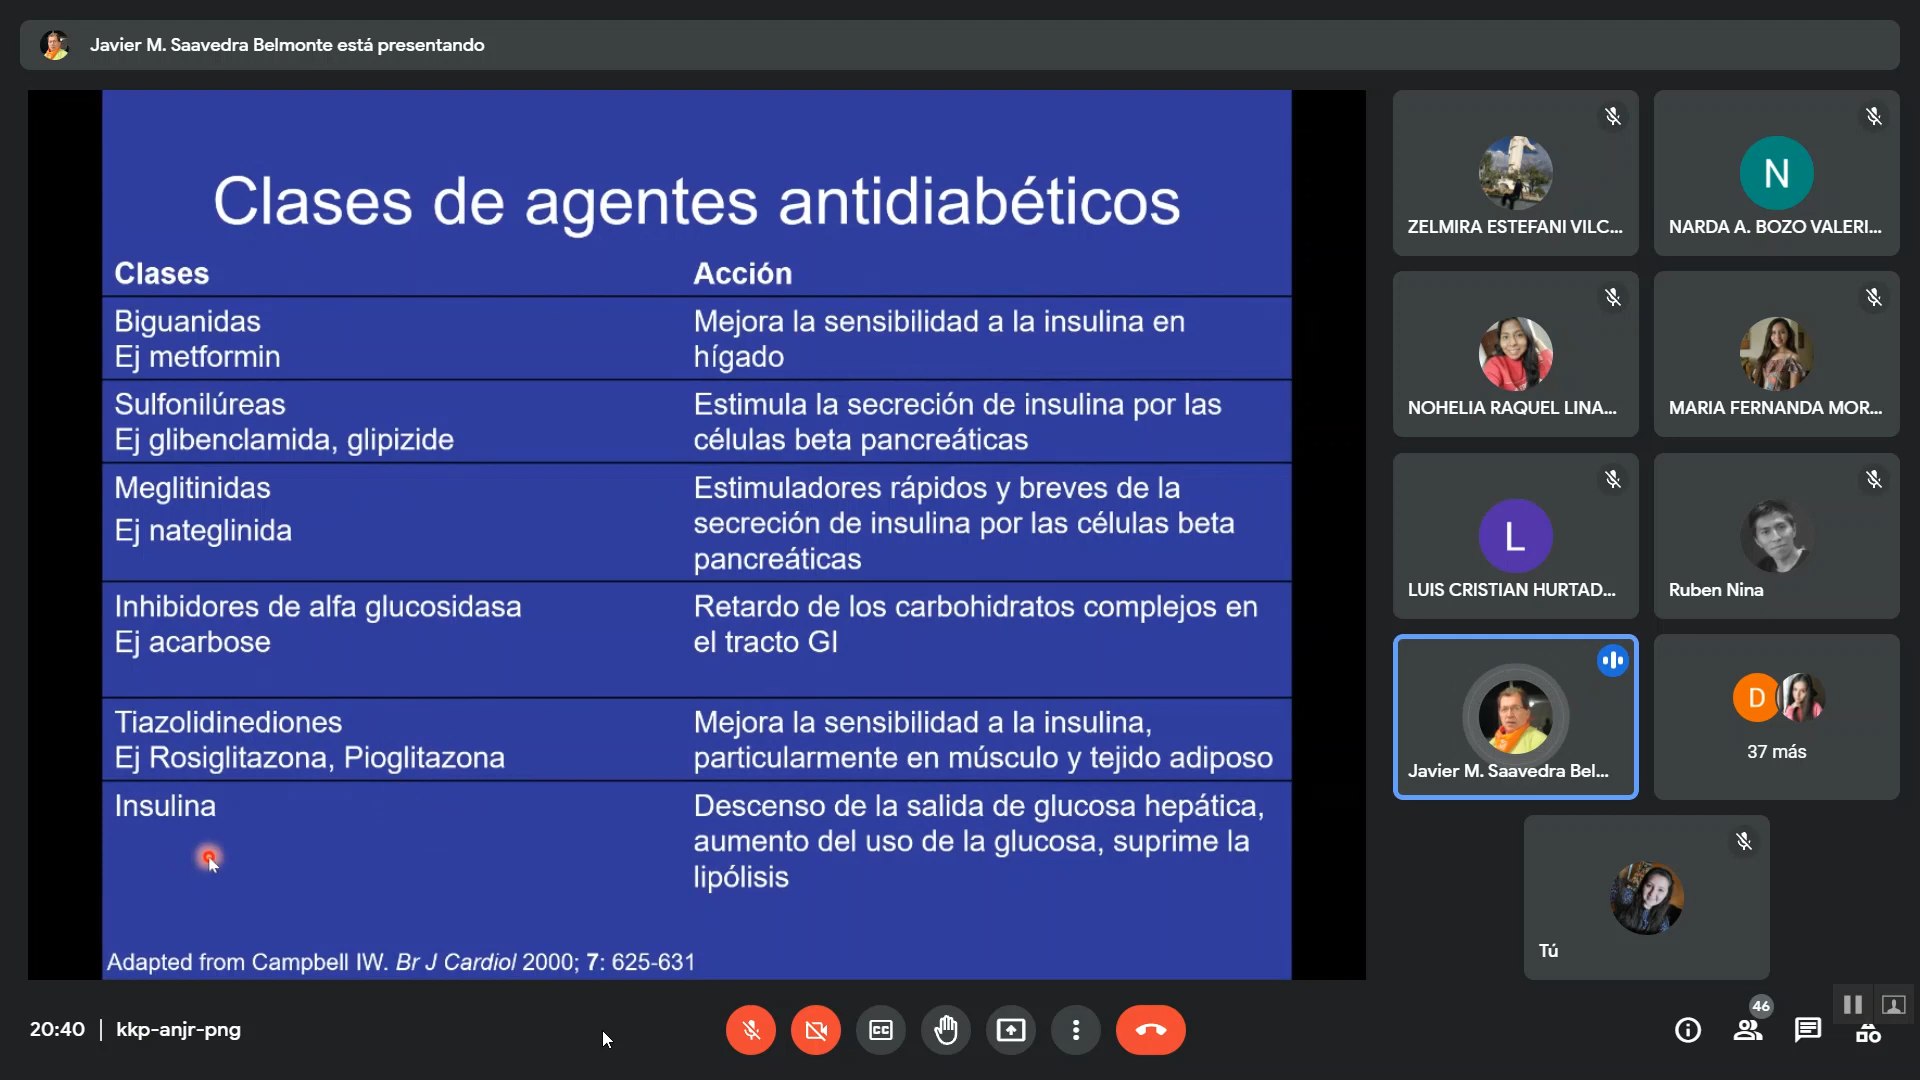 Javier M. Saavedra Belmonte está presentando
Clases de agentes antidiabéticos
Clases
Acción
Biguanidas
Ej metformin
Mejora la sensibilidad a la insulina en
hígado
Sulfonilúreas
Ej glibenclamida, glipizide
Estimula la secreción de insulina por las
células beta pancreáticas
Meglitinidas
Ej nateglinida
Estimuladores rápidos y breves de la
secreción de insulina por las células beta
pancreáticas
Inhibidores de alfa glucosidasa
Ej acarbose
Retardo de los carbohidratos complejos en
el tracto GI
Tiazolidinediones
Ej Rosiglitazona, Pioglitazona
Mejora la sensibilidad a la insulina,
particularmente en músculo y tejido adiposo
Insulina
Descenso de la salida de glucosa hepática,
aumento del uso de la glucosa, suprime la
lipólisis
Adapted from Campbell IW. Br J Cardiol 2000; 7: 625-631
ZELMIRA ESTEFANI VILC...
N
NARDA A. BOZO VALERI...
NOHELIA RAQUEL LINA...
MARIA FERNANDA MOR...
L
LUIS CRISTIAN HURTAD...
Ruben Nina
Javier M. Saavedra Bel...
D
37 más
Tú
20:40 | kkp-anjr-png
CC
46